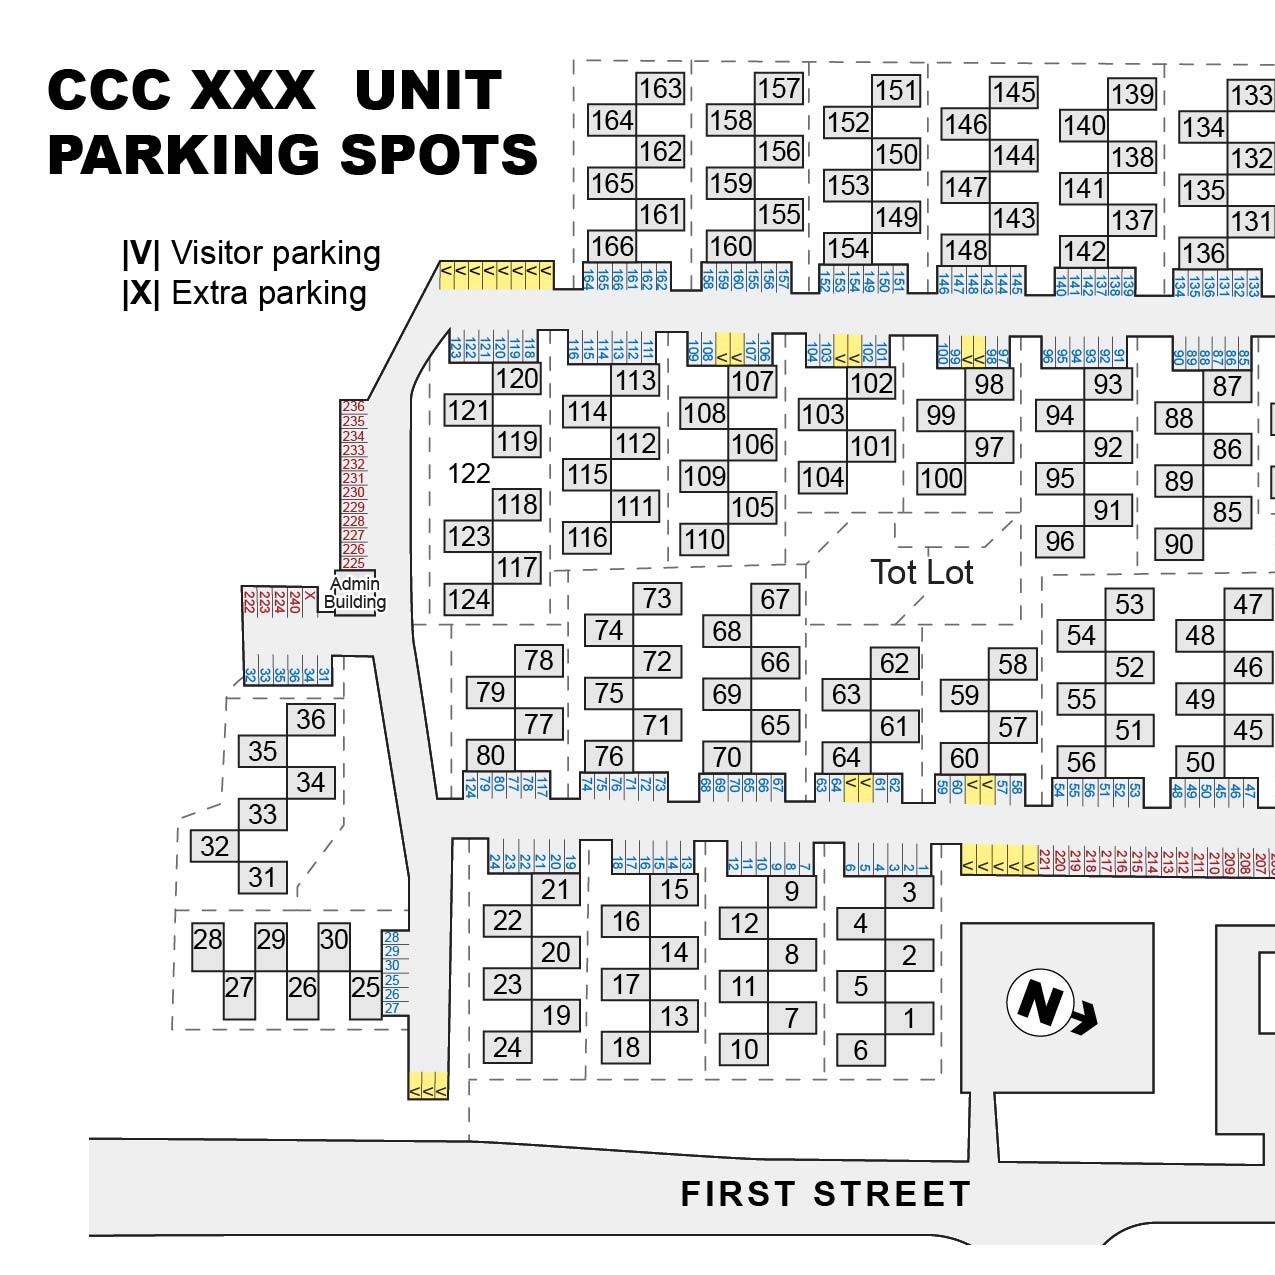 CCC XXX UNIT
PARKING SPOTS
|V| Visitor parking
|X| Extra parking
163 157 151 145 139 133
164 158 152 146 140 134
162 156 150 144 138 132
165 159 153 147 141 135
161 155 149 143 137 131
166 160 154 148 142 136
V V V V V V V V
164 165 166 161 162 162
158 159 160 155 156 157
152 153 154 149 150 151
146 147 148 143 144 145
140 141 142 137 138 139
134 135 136 131 132 133
123 122 121 120 119 118
116 115 114 113 112 111
109 108 V V 107 106
104 103 V V 102 101
100 99 V V 98 97
96 95 94 93 92 91
90 89 88 87 86 85
120 113 107 102 98 93 87
121 114 108 103 99 94 88
119 112 106 101 97 92 86
122 115 109 104 100 95 89
118 111 105 91 85
123 116 110 96 90
117
124
236
235
234
233
232
231
230
229
228
227
226
225
Admin
Building
222 223 224 240 X
32 33 35 36 34 31
Tot Lot
73 67 53 47
74 68 54 48
78 72 66 62 58 52 46
79 75 69 63 59 55 49
77 71 65 61 57 51 45
80 76 70 64 60 56 50
124 79 80 77 78 117
74 75 76 71 72 73
68 69 70 65 66 67
63 64 V V 61 62
59 60 V V 57 58
54 55 56 51 52 53
48 49 50 45 46 47
36
35
34
33
32
31
24 23 22 21 20 19
18 17 16 15 14 13
12 11 10 9 8 7
6 5 4 3 2 1
V V V V V 221 220 219 218 217 216 215 214 213 212 211 210 209 208 207
21 15 9 3
22 16 12 4
20 14 8 2
23 17 11 5
19 13 7 1
24 18 10 6
28 29 30
27 26 25
28
29
30
25
26
27
V V V
N
FIRST STREET